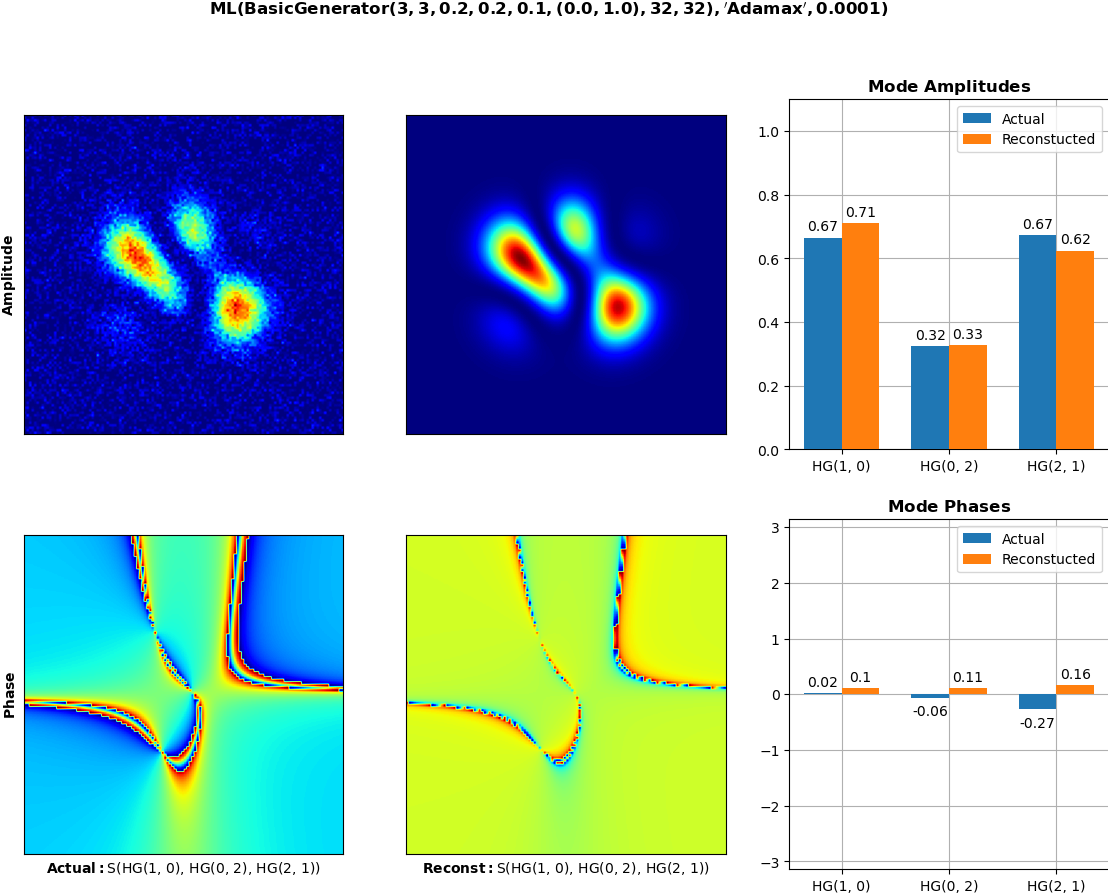 ML(BasicGenerator(3, 3, 0.2, 0.2, 0.1, (0.0, 1.0), 32, 32), ′Adamax′, 0.0001)
Amplitude
Mode Amplitudes
Actual
Reconstucted
1.0
0.8
0.6
0.4
0.2
0.0
0.67
0.71
0.32
0.33
0.67
0.62
HG(1, 0)
HG(0, 2)
HG(2, 1)
Phase
Actual: S(HG(1, 0), HG(0, 2), HG(2, 1))
Reconst: S(HG(1, 0), HG(0, 2), HG(2, 1))
Mode Phases
Actual
Reconstucted
3
2
1
0
−1
−2
−3
0.02
0.1
-0.06
0.11
-0.27
0.16
HG(1, 0)
HG(0, 2)
HG(2, 1)